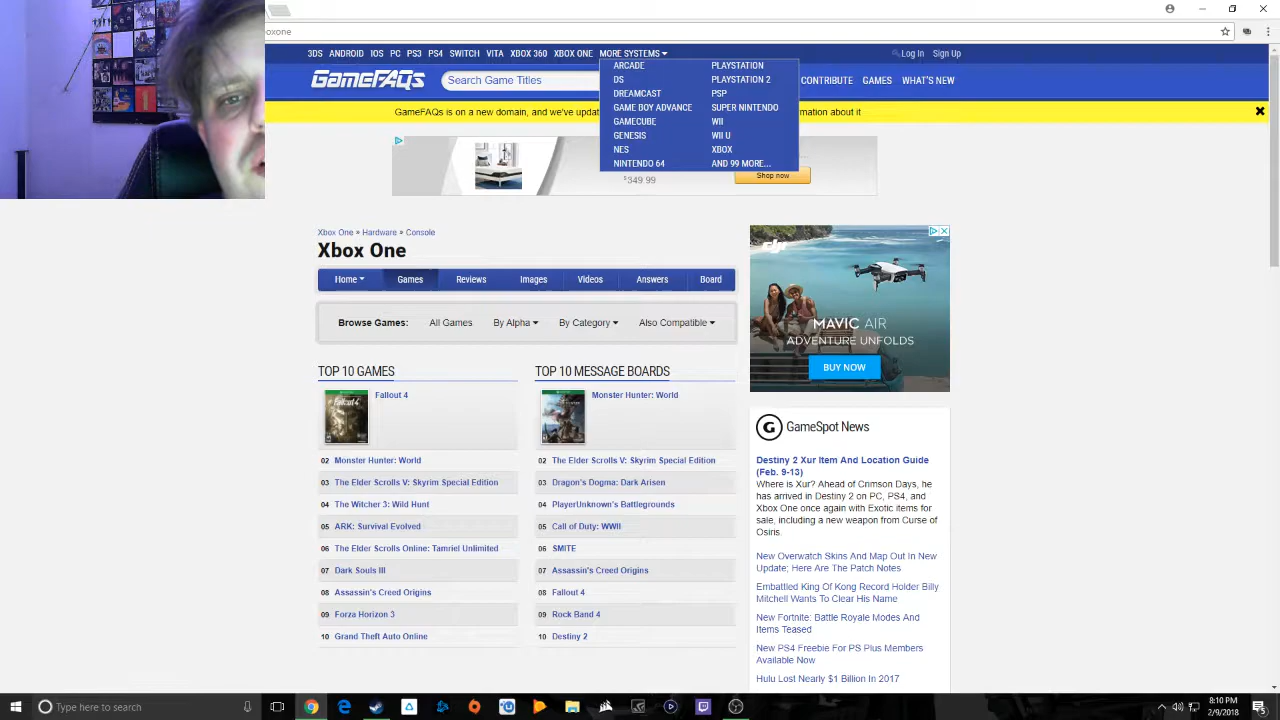 oxone
3DS ANDROID IOS PC PS3 PS4 SWITCH VITA XBOX 360 XBOX ONE MORE SYSTEMS
Log In Sign Up
ARCADE PLAYSTATION
DS PLAYSTATION 2
DREAMCAST PSP
GAME BOY ADVANCE SUPER NINTENDO
GAMECUBE WII
GENESIS WII U
NES XBOX
NINTENDO 64 AND 99 MORE...
GameFAQs
Search Game Titles
CONTRIBUTE GAMES WHAT'S NEW
GameFAQs is on a new domain, and we've upda
mation about it
$349.99
Shop now
Xbox One » Hardware » Console
Xbox One
Home Games Reviews Images Videos Answers Board
Browse Games: All Games By Alpha By Category Also Compatible
TOP 10 GAMES
Fallout 4
02 Monster Hunter: World
03 The Elder Scrolls V: Skyrim Special Edition
04 The Witcher 3: Wild Hunt
05 ARK: Survival Evolved
06 The Elder Scrolls Online: Tamriel Unlimited
07 Dark Souls III
08 Assassin's Creed Origins
09 Forza Horizon 3
10 Grand Theft Auto Online
TOP 10 MESSAGE BOARDS
Monster Hunter: World
02 The Elder Scrolls V: Skyrim Special Edition
03 Dragon's Dogma: Dark Arisen
04 PlayerUnknown's Battlegrounds
05 Call of Duty: WWII
06 SMITE
07 Assassin's Creed Origins
08 Fallout 4
09 Rock Band 4
10 Destiny 2
dji
MAVIC AIR
ADVENTURE UNFOLDS
BUY NOW
GameSpot News
Destiny 2 Xur Item And Location Guide
(Feb. 9-13)
Where is Xur? Ahead of Crimson Days, he
has arrived in Destiny 2 on PC, PS4, and
Xbox One once again with Exotic items for
sale, including a new weapon from Curse of
Osiris.
New Overwatch Skins And Map Out In New
Update; Here Are The Patch Notes
Embattled King Of Kong Record Holder Billy
Mitchell Wants To Clear His Name
New Fortnite: Battle Royale Modes And
Items Teased
New PS4 Freebie For PS Plus Members
Available Now
Hulu Lost Nearly $1 Billion In 2017
Type here to search
8:10 PM
2/9/2018